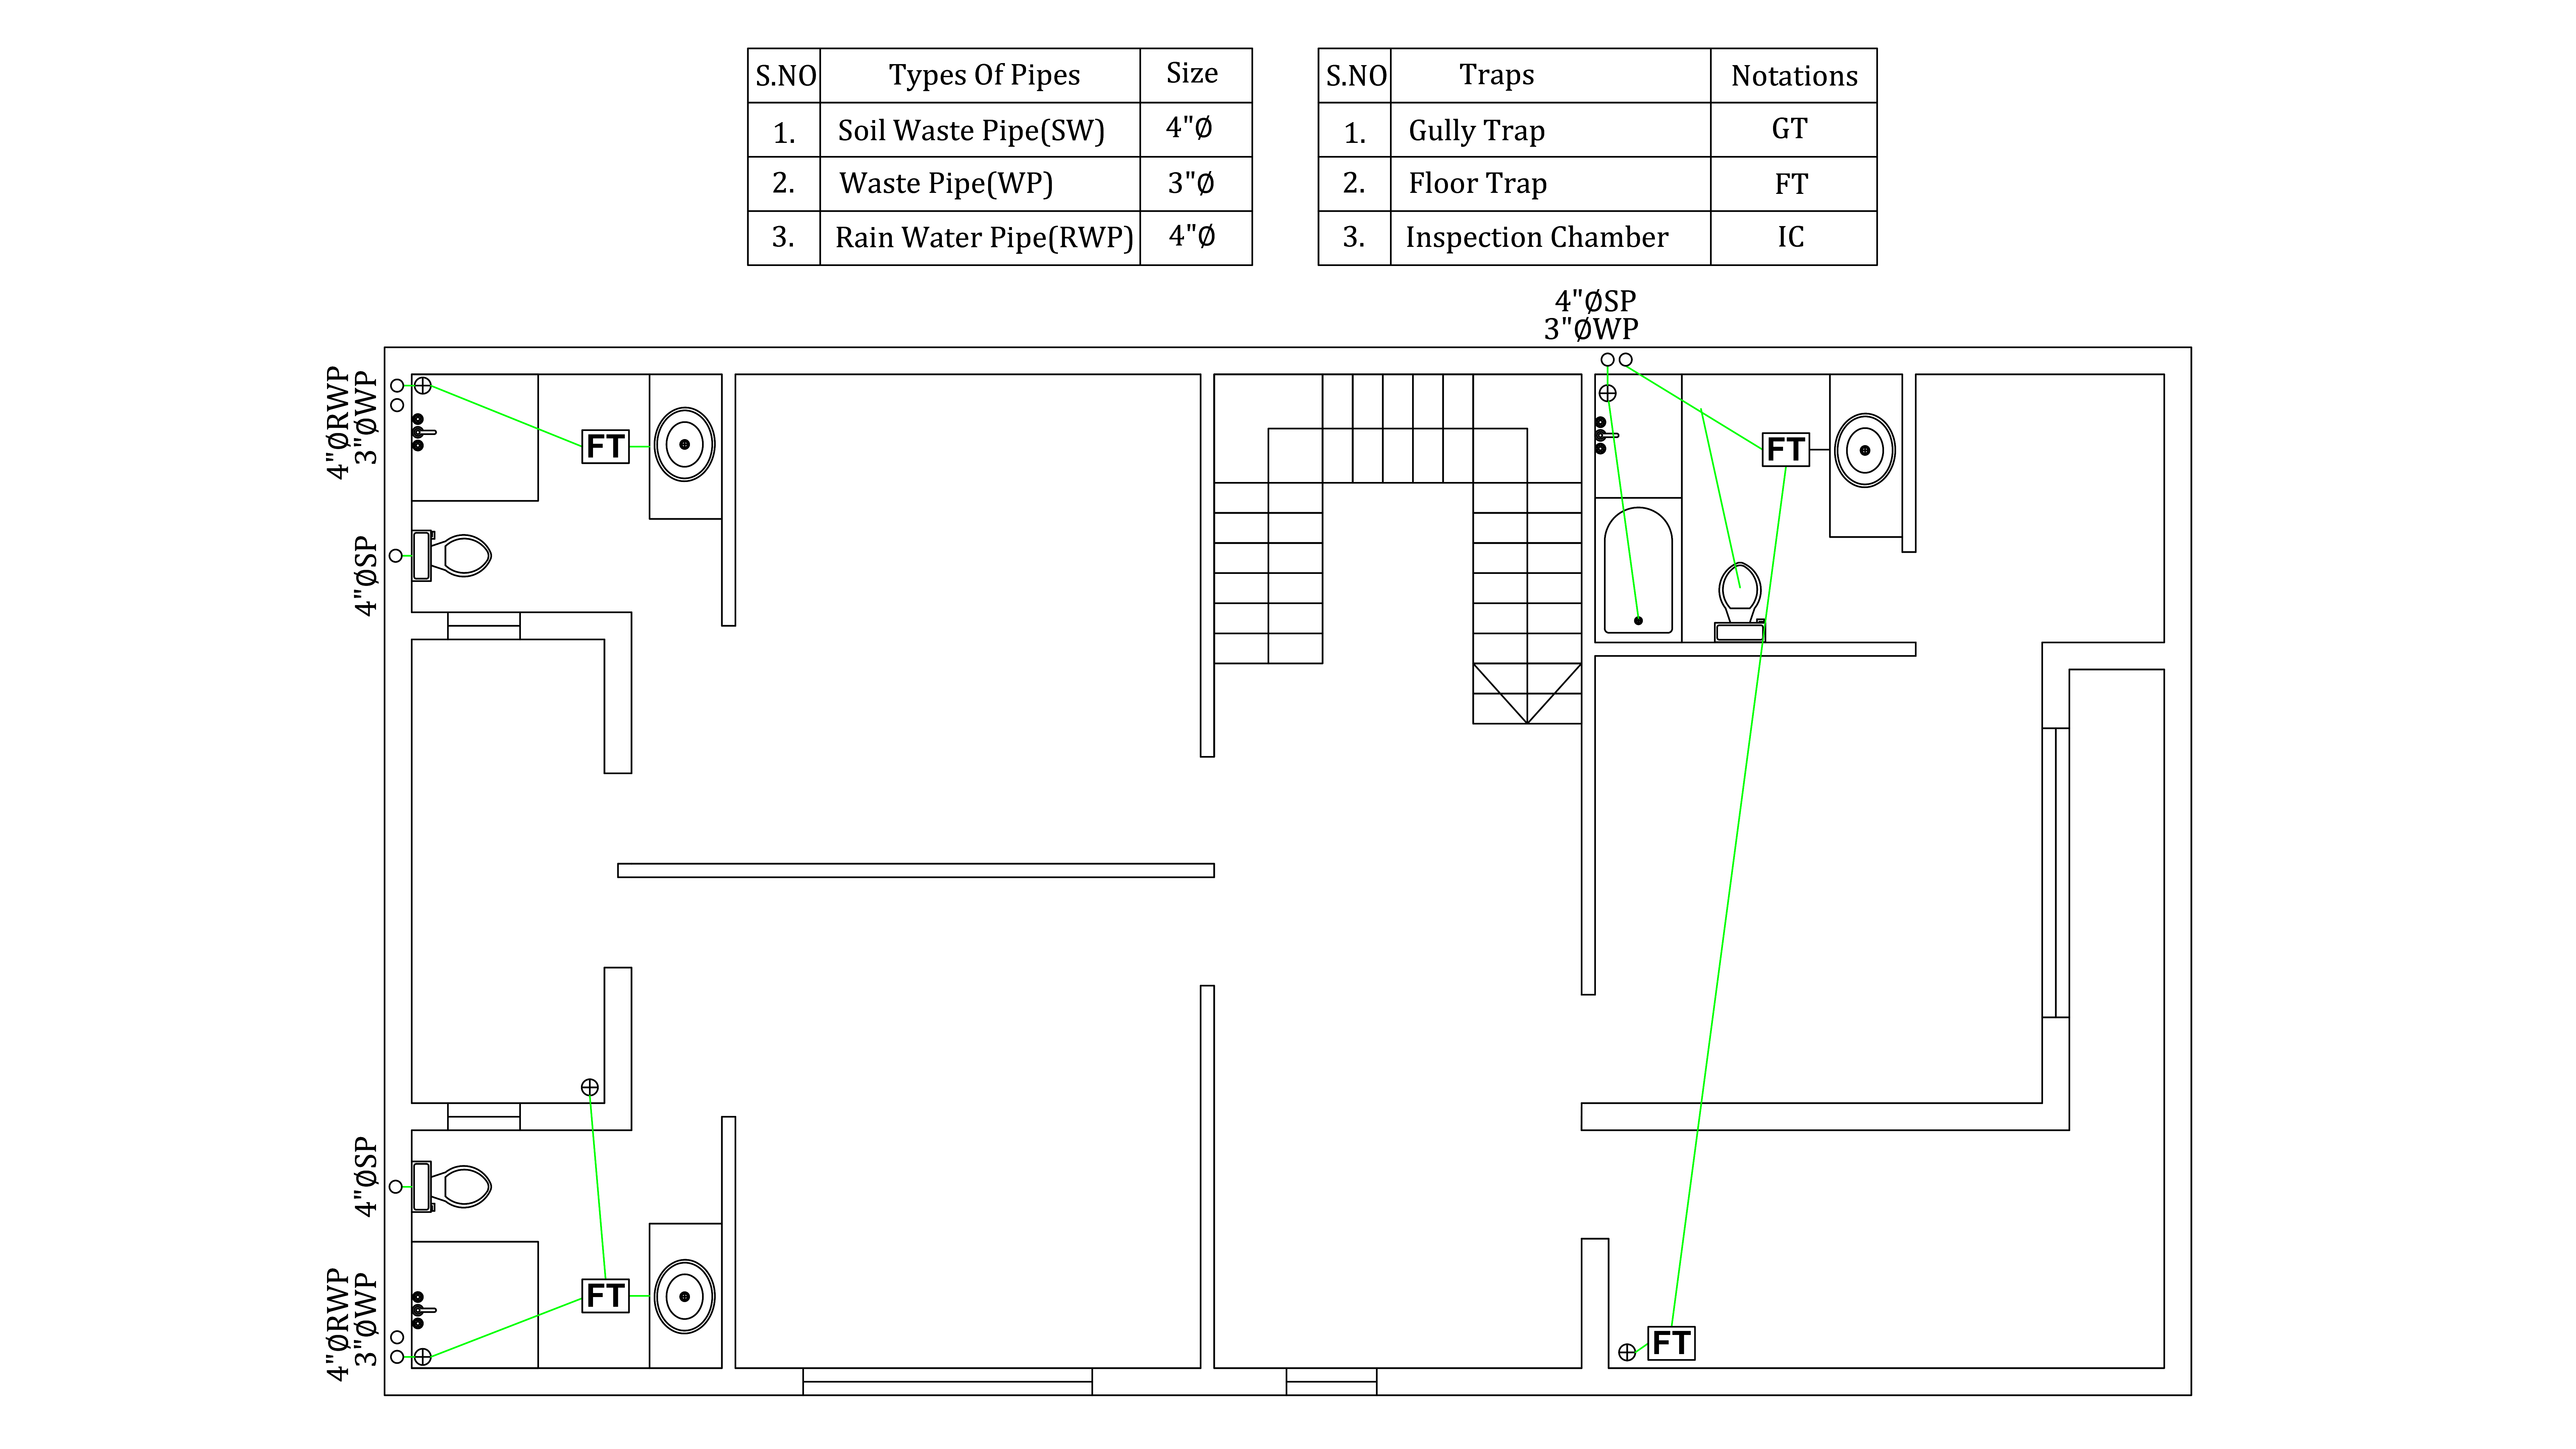 S.NO Types Of Pipes Size
1. Soil Waste Pipe(SW) 4"Ø
2. Waste Pipe(WP) 3"Ø
3. Rain Water Pipe(RWP) 4"Ø
S.NO Traps Notations
1. Gully Trap GT
2. Floor Trap FT
3. Inspection Chamber IC
4"ØSP
3"ØWP
4"ØRWP
3"ØWP
FT
FT
4"ØSP
4"ØSP
4"ØRWP
3"ØWP
FT
FT